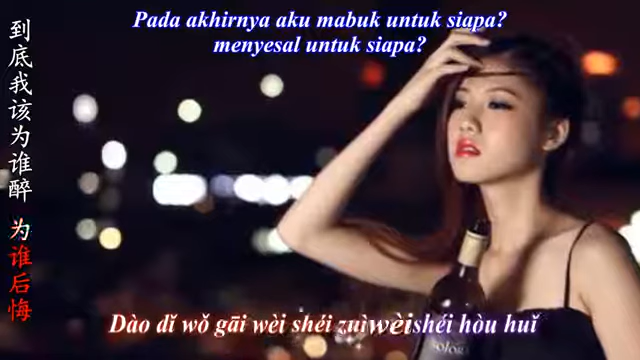 Pada akhirnya aku mabuk untuk siapa?
menyesal untuk siapa?
到底我该为谁醉 为谁后悔
Dào dǐ wǒ gāi wèi shéi zuì wèi shéi hòu huǐ